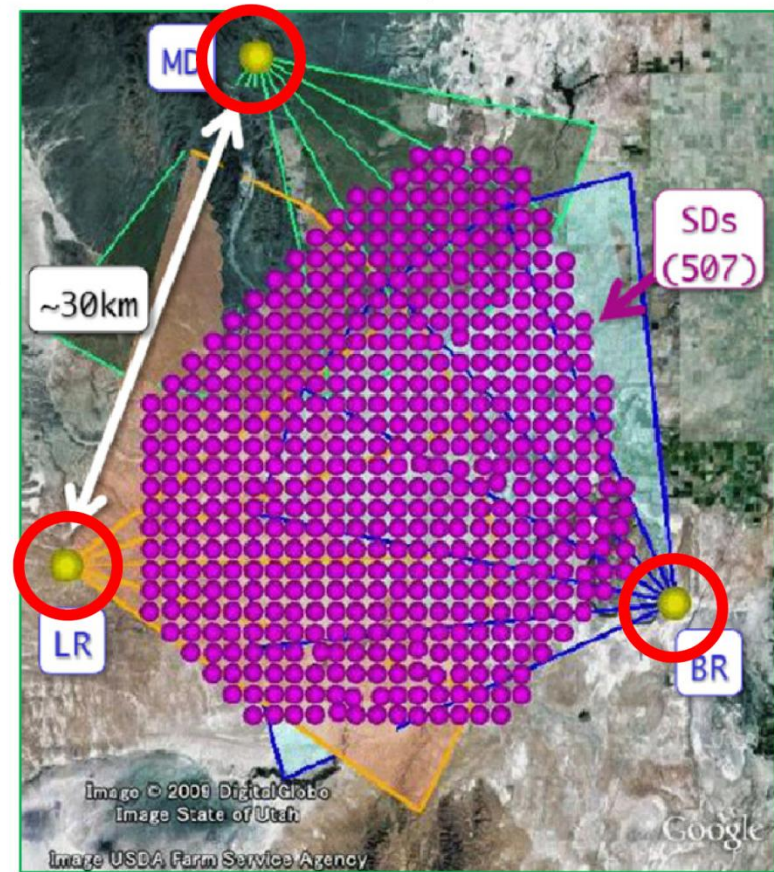 MD
SDs
(507)
~30km
LR
BR
Image © 2009 DigitalGlobe
Image State of Utah
Google
Image USDA Farm Service Agency